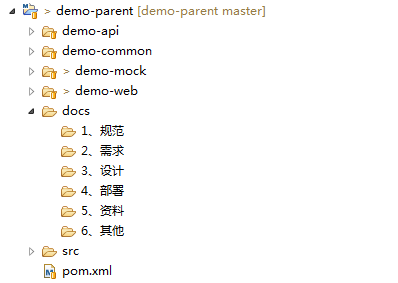 > demo-parent [demo-parent master]
demo-api
demo-common
> demo-mock
> demo-web
docs
1、规范
2、需求
3、设计
4、部署
5、资料
6、其他
src
pom.xml